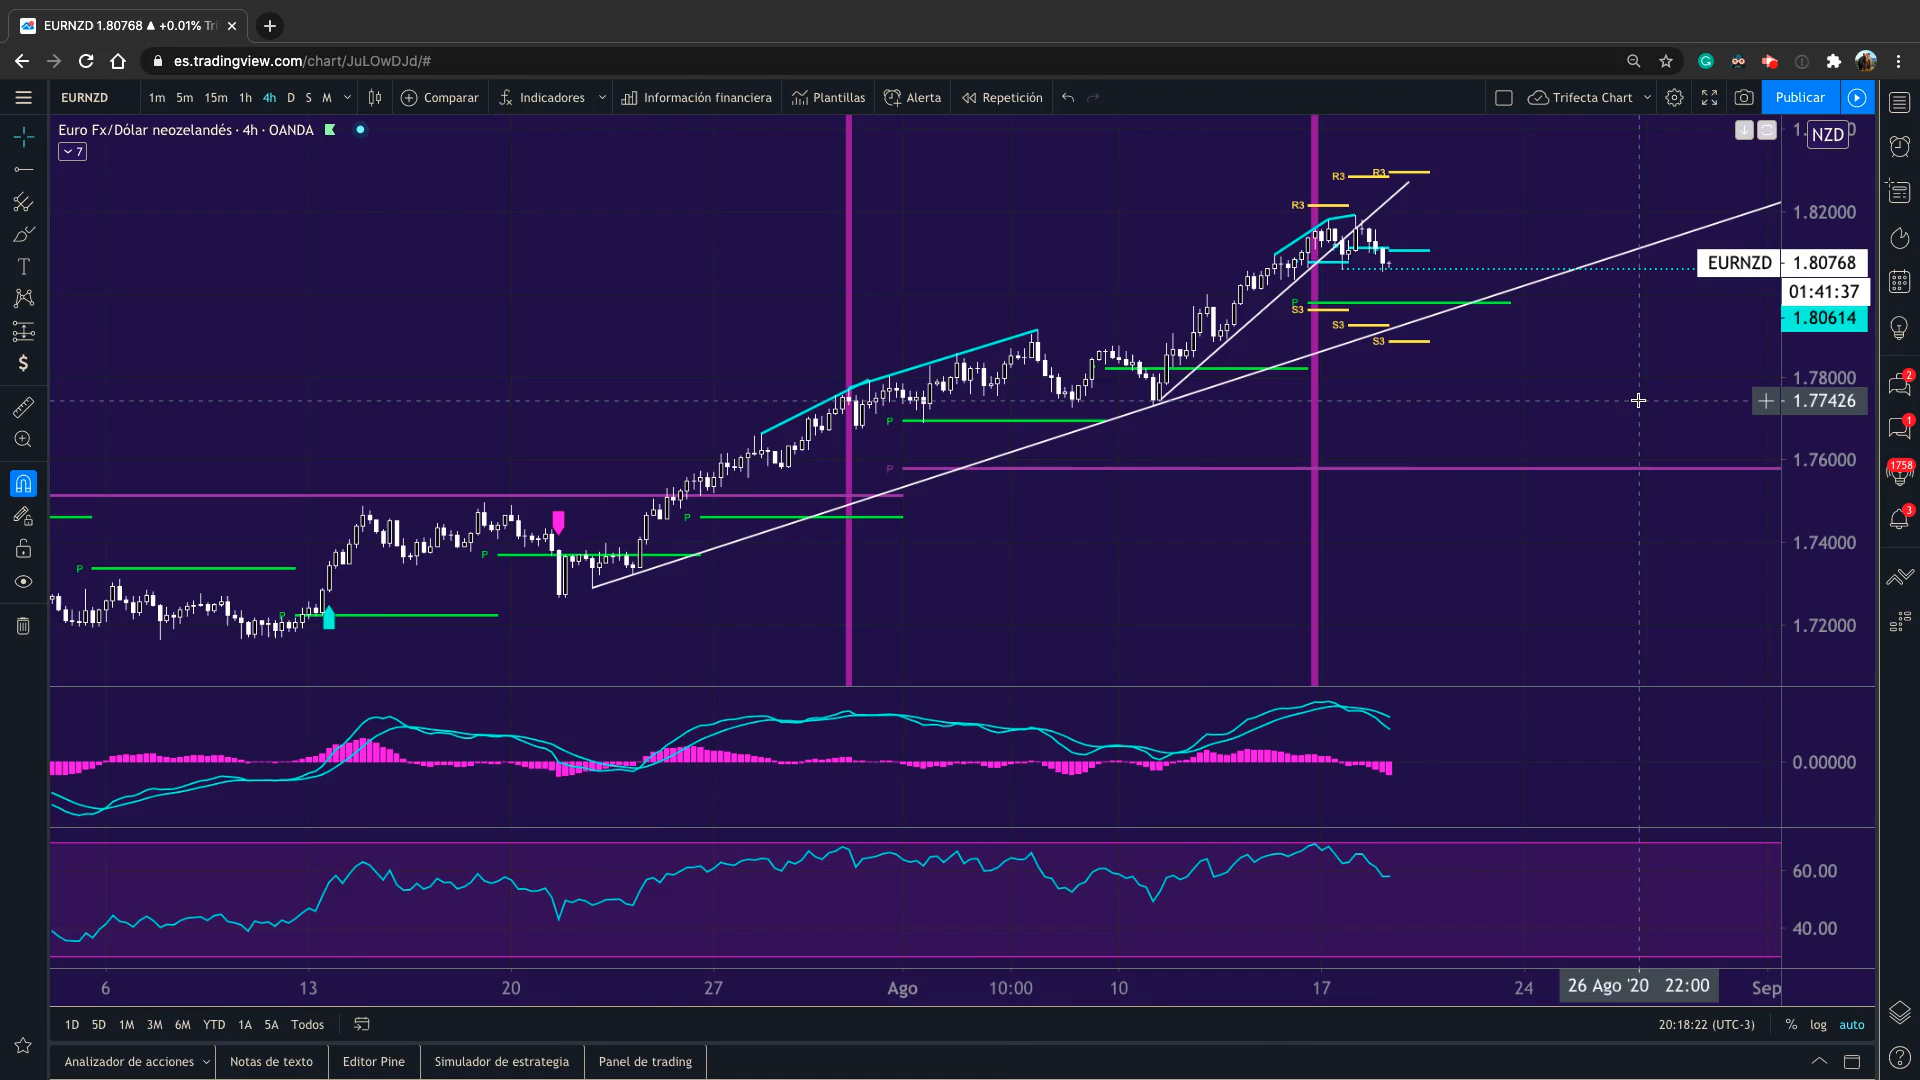 EURNZD 1.80768 ▲ +0.01% Tri
es.tradingview.com/chart/JuLOwDJd/#
EURNZD 1m 5m 15m 1h 4h D S M Comparar Indicadores Información financiera Plantillas Alerta Repetición Trifecta Chart Publicar
Euro Fx/Dólar neozelandés · 4h · OANDA
7
NZD
R3 R3
R3
1.82000
EURNZD 1.80768
01:41:37
1.80614
P
S3
S3
S3
1.78000
1.77426
P
P
1.76000
P
1.74000
P
P
P
1.72000
0.00000
60.00
40.00
6 13 20 27 Ago 10:00 10 17 24 26 Ago '20 22:00 Sep
1D 5D 1M 3M 6M YTD 1A 5A Todos 20:18:22 (UTC-3) % log auto
Analizador de acciones Notas de texto Editor Pine Simulador de estrategia Panel de trading
2
1
1758
3